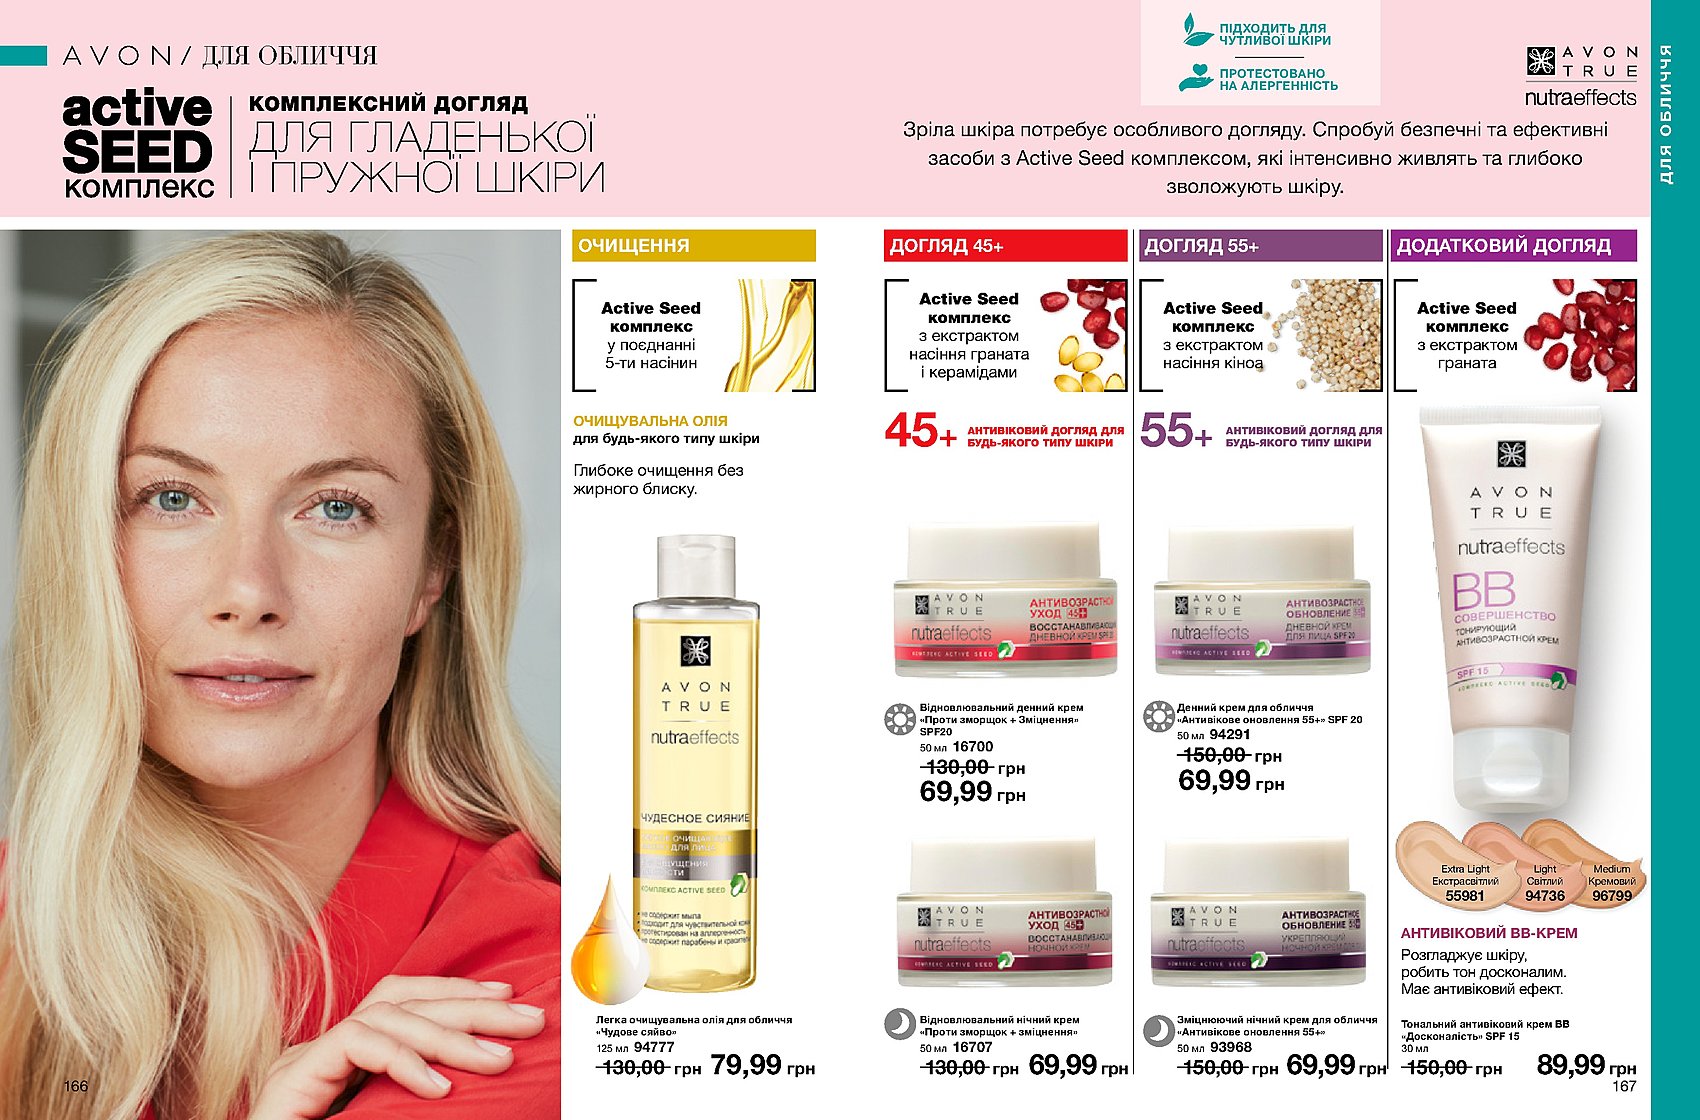 AVON / ДЛЯ ОБЛИЧЧЯ
active
SEED
комплекс
КОМПЛЕКСНИЙ ДОГЛЯД
ДЛЯ ГЛАДЕНЬКОЇ
І ПРУЖНОЇ ШКІРИ
ПІДХОДИТЬ ДЛЯ
ЧУТЛИВОЇ ШКІРИ
ПРОТЕСТОВАНО
НА АЛЕРГЕННІСТЬ
AVON
TRUE
nutraeffects
ДЛЯ ОБЛИЧЧЯ
Зріла шкіра потребує особливого догляду. Спробуй безпечні та ефективні
засоби з Active Seed комплексом, які інтенсивно живлять та глибоко
зволожують шкіру.
ОЧИЩЕННЯ
Active Seed
комплекс
у поєднанні
5-ти насінин
ОЧИЩУВАЛЬНА ОЛІЯ
для будь-якого типу шкіри
Глибоке очищення без
жирного блиску.
AVON
TRUE
nutraeffects
ЧУДЕСНОЕ СИЯНИЕ
КОМПЛЕКС ACTIVE SEED
не содержит мыла
подходит для чувствительной кожи
протестирован на аллергенность
не содержит парабены и красители
Легка очищувальна олія для обличчя
«Чудове сяйво»
125 мл 94777
130,00 грн 79,99 грн
166
ДОГЛЯД 45+
Active Seed
комплекс
з екстрактом
насіння граната
і керамідами
45+ АНТИВІКОВИЙ ДОГЛЯД ДЛЯ
БУДЬ-ЯКОГО ТИПУ ШКІРИ
AVON
TRUE
nutraeffects
АНТИВОЗРАСТНОЙ
УХОД 45+
ВОССТАНАВЛИВАЮЩ
ДНЕВНОЙ КРЕМ SPF 20
КОМПЛЕКС ACTIVE SEED
Відновлювальний денний крем
«Проти зморщок + Зміцнення»
SPF20
50 мл 16700
130,00 грн
69,99 грн
AVON
TRUE
nutraeffects
АНТИВОЗРАСТНОЙ
УХОД 45+
ВОССТАНАВЛИВАЮЩ
НОЧНОЙ КРЕМ
КОМПЛЕКС ACTIVE SEED
Відновлювальний нічний крем
«Проти зморщок + зміцнення»
50 мл 16707
130,00 грн 69,99 грн
ДОГЛЯД 55+
Active Seed
комплекс
з екстрактом
насіння кіноа
55+ АНТИВІКОВИЙ ДОГЛЯД ДЛЯ
БУДЬ-ЯКОГО ТИПУ ШКІРИ
AVON
TRUE
nutraeffects
АНТИВОЗРАСТНОЕ
ОБНОВЛЕНИЕ 55+
ДНЕВНОЙ КРЕМ
ДЛЯ ЛИЦА SPF 20
КОМПЛЕКС ACTIVE SEED
Денний крем для обличчя
«Антивікове оновлення 55+» SPF 20
50 мл 94291
150,00 грн
69,99 грн
AVON
TRUE
nutraeffects
АНТИВОЗРАСТНОЕ
ОБНОВЛЕНИЕ 55+
УКРЕПЛЯЮЩИЙ
НОЧНОЙ КРЕМ
КОМПЛЕКС ACTIVE SEED
Зміцнюючий нічний крем для обличчя
«Антивікове оновлення 55+»
50 мл 93968
150,00 грн 69,99 грн
ДОДАТКОВИЙ ДОГЛЯД
Active Seed
комплекс
з екстрактом
граната
AVON
TRUE
nutraeffects
BB
СОВЕРШЕНСТВО
ТОНИРУЮЩИЙ
АНТИВОЗРАСТНОЙ КРЕМ
SPF 15
КОМПЛЕКС ACTIVE SEED
Extra Light
Екстрасвітлий
55981
Light
Світлий
94736
Medium
Кремовий
96799
АНТИВІКОВИЙ ВВ-КРЕМ
Розгладжує шкіру,
робить тон досконалим.
Має антивіковий ефект.
Тональний антивіковий крем ВВ
«Досконалість» SPF 15
30 мл
150,00 грн 89,99 грн
167